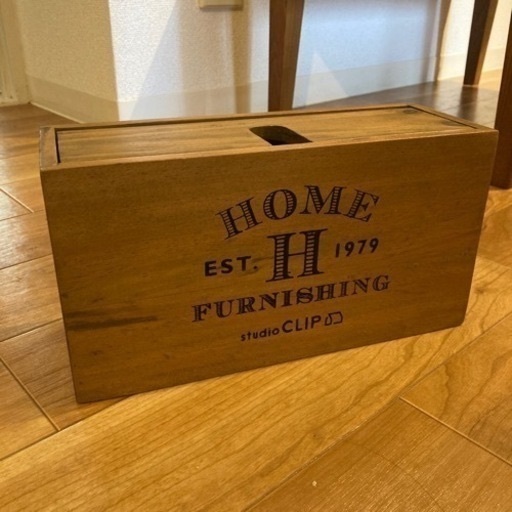 HOME
EST. H 1979
FURNISHING
studio CLIP